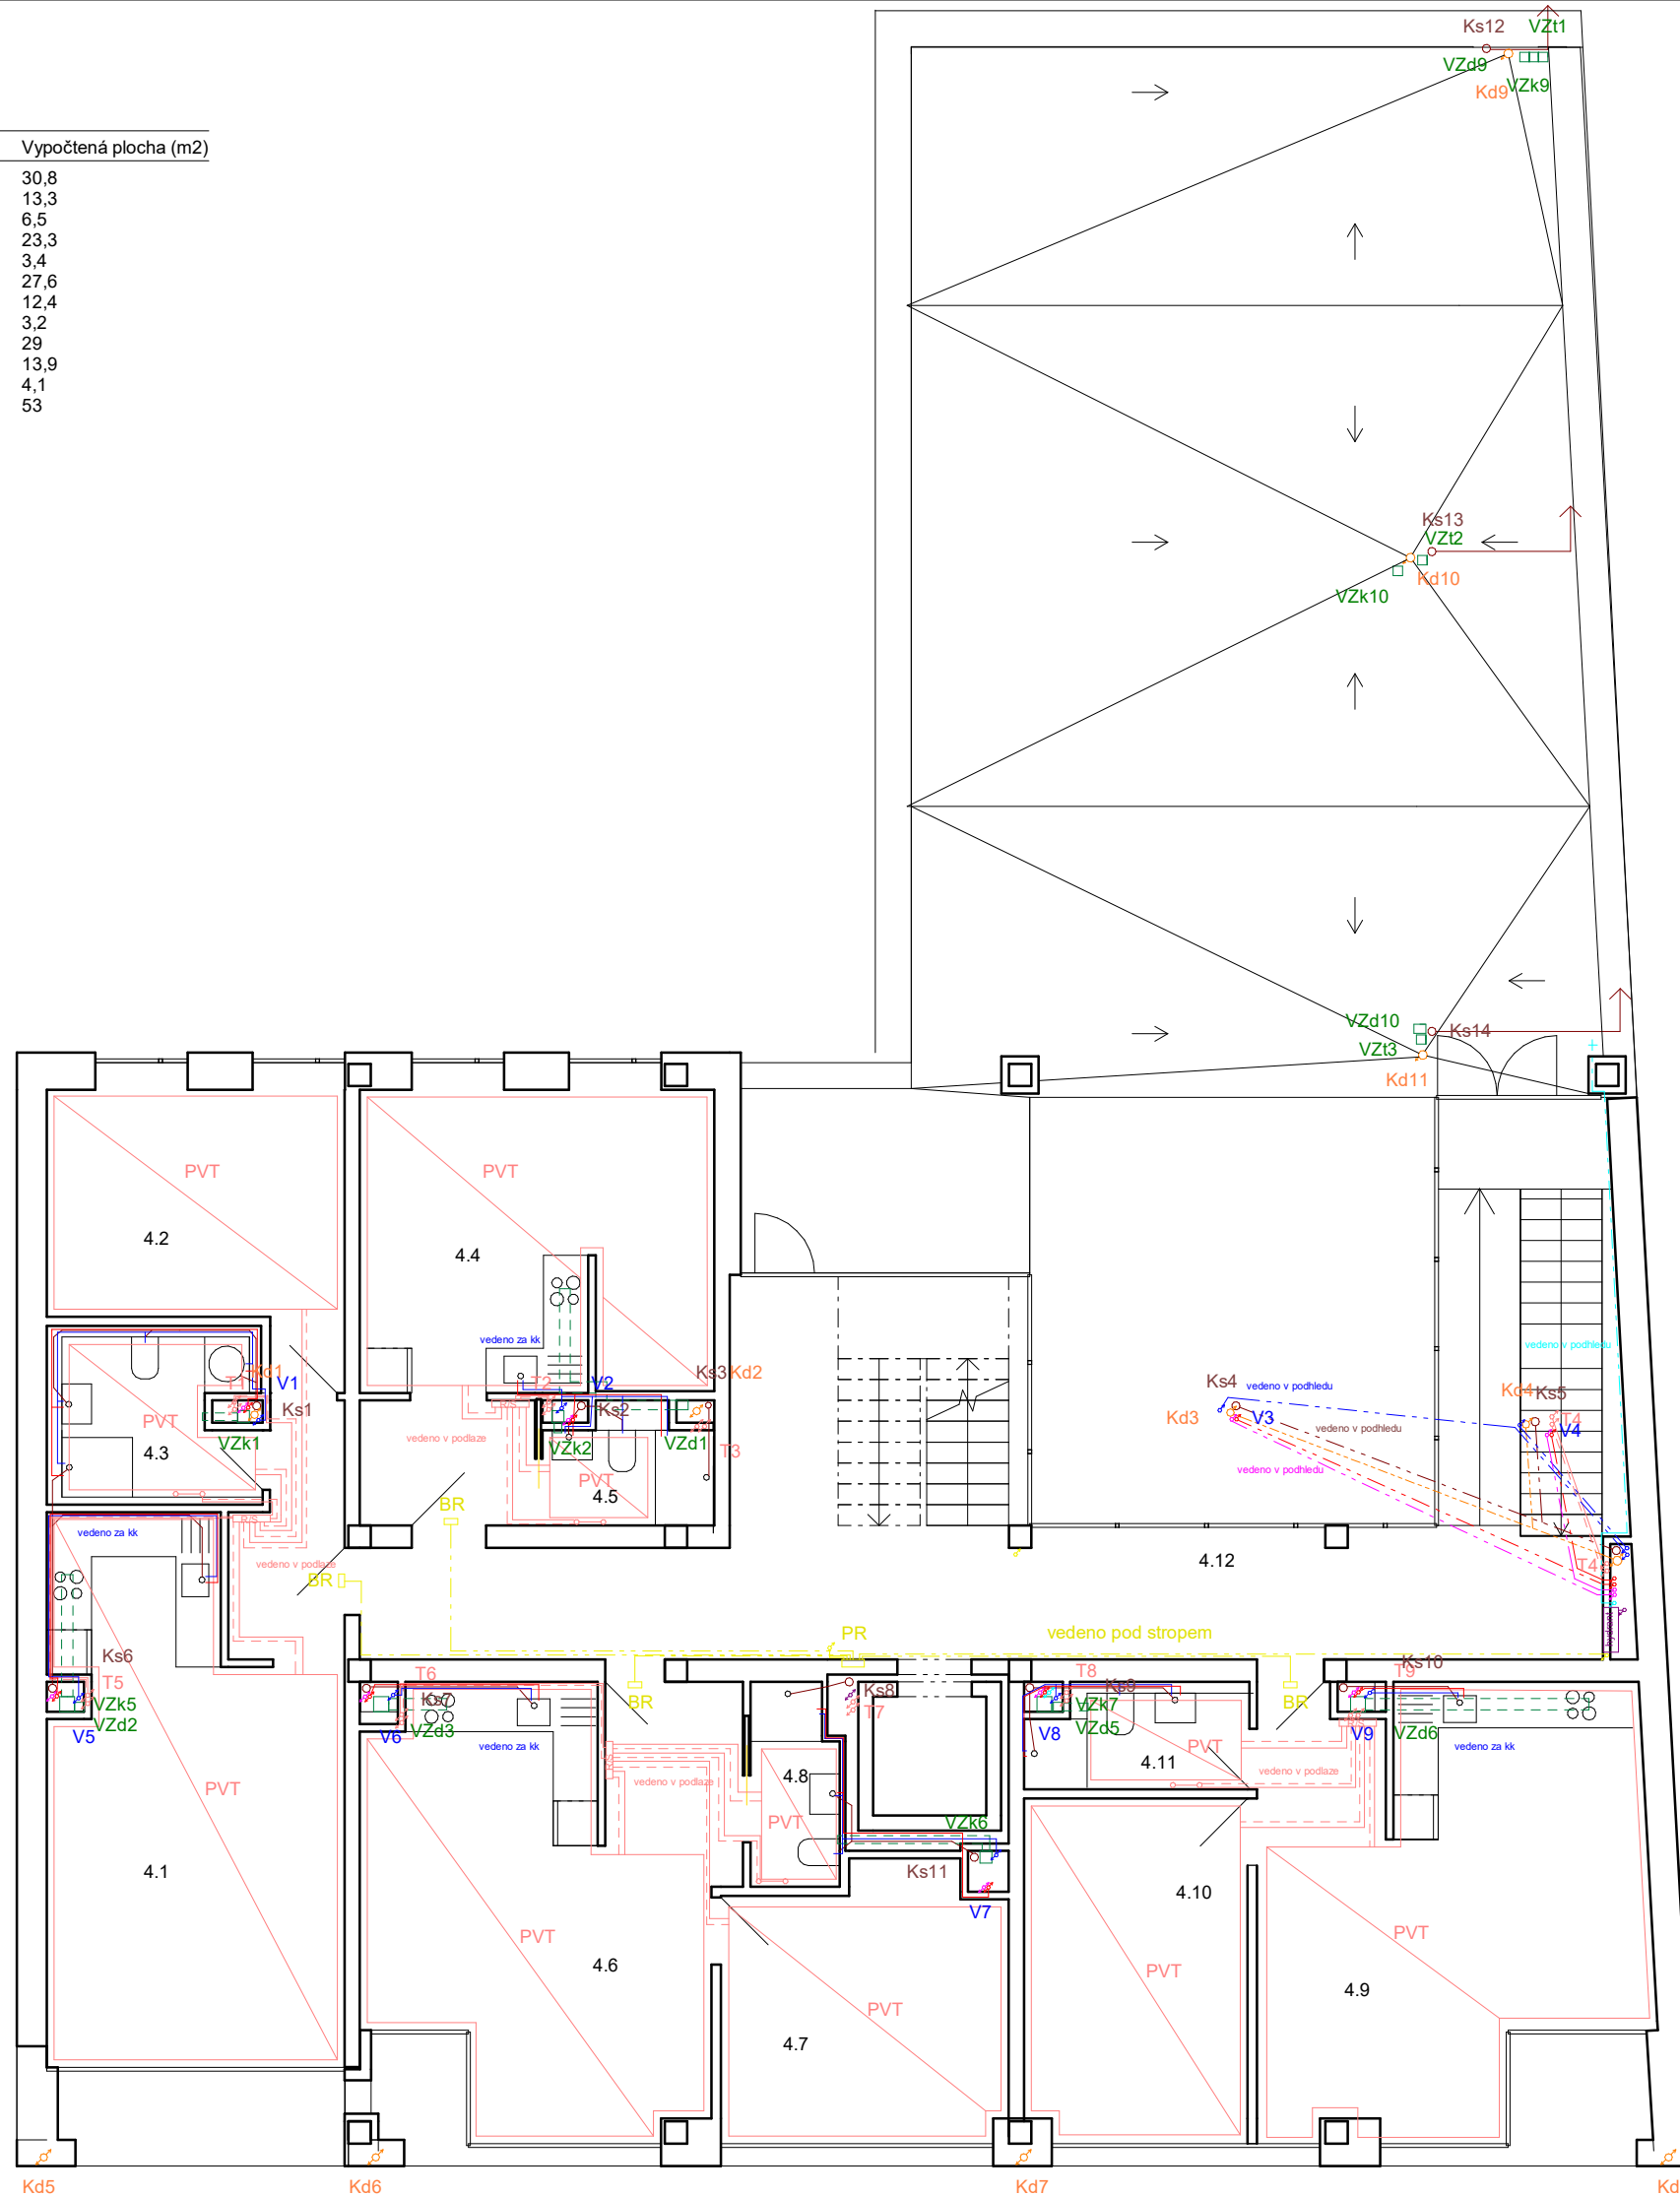 Ks12
VZt1
VZd9
VZk9
Kd9
Vypočtená plocha (m2)
30,8
13,3
6,5
23,3
3,4
27,6
12,4
3,2
29
13,9
4,1
53
Ks13
VZt2
Kd10
VZk10
VZd10
Ks14
VZt3
Kd11
PVT
PVT
4.2
4.4
vedeno za kk
vedeno v podhledu
Kd1
T1
V1
Ks1
PVT
4.3
VZk1
T2
V2
Ks2
R/S
Ks3
Kd2
vedeno v podlaze
VZk2
VZd1
T3
PVT
4.5
Ks4
vedeno v podhledu
Kd3
V3
vedeno v podhledu
vedeno v podhledu
Kd4
Ks5
T4
V4
BR
R/S
vedeno za kk
vedeno v podlaze
BR
4.12
T4
hydrant
PR
vedeno pod stropem
Ks6
T5
VZk5
VZd2
V5
T6
Ks7
VZd3
V6
vedeno za kk
BR
Ks8
T7
T8
Ks9
VZk7
VZd5
V8
BR
Ks10
T9
V9
VZd6
vedeno za kk
PVT
R/S
vedeno v podlaze
4.8
PVT
PVT
4.11
vedeno v podlaze
VZk6
4.1
Ks11
V7
4.10
PVT
4.6
PVT
PVT
4.9
PVT
4.7
Kd5
Kd6
Kd7
Kd